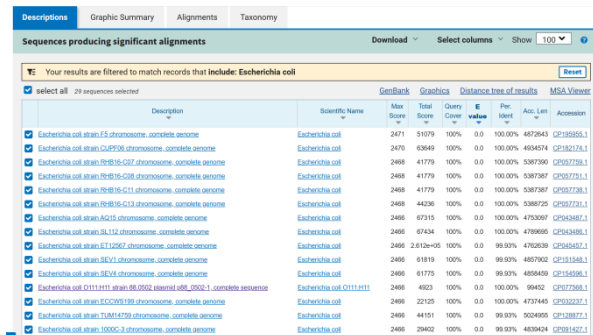 Descriptions Graphic Summary Alignments Taxonomy
Sequences producing significant alignments Download Select columns Show 100
Your results are filtered to match records that include: Escherichia coli Reset
select all 29 sequences selected GenBank Graphics Distance tree of results MSA Viewer
Description Scientific Name Max Score Total Score Query Cover E value Per. Ident Acc. Len Accession
Escherichia coli strain F5 chromosome, complete genome Escherichia coli 2471 51079 100% 0.0 100.00% 4872643 CP195955.1
Escherichia coli strain CUPF06 chromosome, complete genome Escherichia coli 2470 63649 100% 0.0 100.00% 4934574 CP182174.1
Escherichia coli strain RHB16-C07 chromosome, complete genome Escherichia coli 2468 41779 100% 0.0 100.00% 5387390 CP057759.1
Escherichia coli strain RHB16-C08 chromosome, complete genome Escherichia coli 2468 41779 100% 0.0 100.00% 5387387 CP057751.1
Escherichia coli strain RHB16-C11 chromosome, complete genome Escherichia coli 2468 41779 100% 0.0 100.00% 5387387 CP057738.1
Escherichia coli strain RHB16-C13 chromosome, complete genome Escherichia coli 2468 44236 100% 0.0 100.00% 5388725 CP057731.1
Escherichia coli strain AQ15 chromosome, complete genome Escherichia coli 2466 67315 100% 0.0 100.00% 4753097 CP043487.1
Escherichia coli strain SL112 chromosome, complete genome Escherichia coli 2466 67434 100% 0.0 100.00% 4789695 CP043486.1
Escherichia coli strain ET12567 chromosome, complete genome Escherichia coli 2466 2.612e+05 100% 0.0 99.93% 4762639 CP045457.1
Escherichia coli strain SEV1 chromosome, complete genome Escherichia coli 2466 61819 100% 0.0 99.93% 4857902 CP151548.1
Escherichia coli strain SEV4 chromosome, complete genome Escherichia coli 2466 61775 100% 0.0 99.93% 4858459 CP154596.1
Escherichia coli O111:H11 strain 88.0502 plasmid p88_0502-1, complete sequence Escherichia coli O111:H11 2466 4923 100% 0.0 100.00% 99452 CP077568.1
Escherichia coli strain ECCWS199 chromosome, complete genome Escherichia coli 2466 22125 100% 0.0 100.00% 4737445 CP032237.1
Escherichia coli strain TUM14759 chromosome, complete genome Escherichia coli 2466 44151 100% 0.0 99.93% 5024955 CP128877.1
Escherichia coli strain 1000C-3 chromosome, complete genome Escherichia coli 2466 29402 100% 0.0 99.93% 4839424 CP091427.1